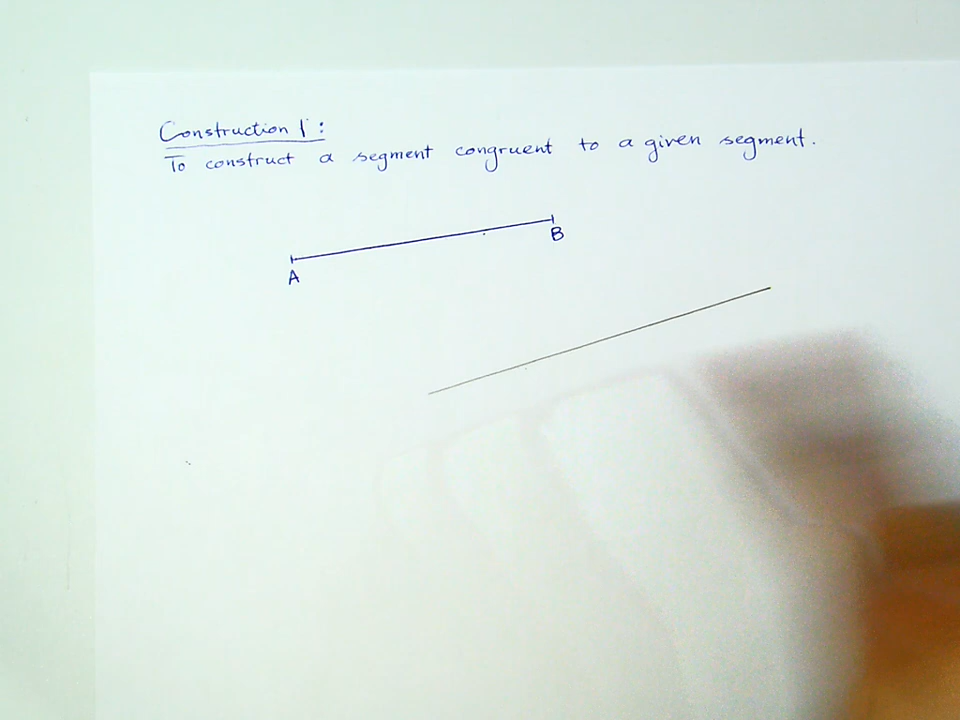 Construction 1:
To construct a segment congruent to a given segment.
A
B